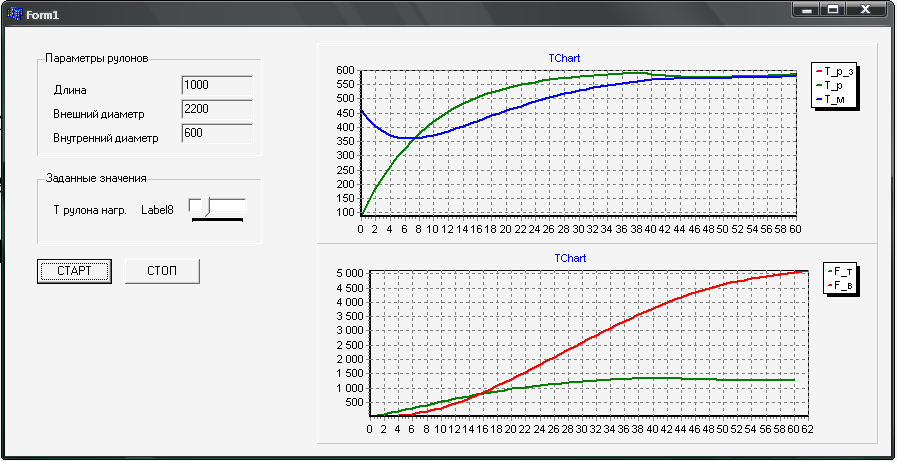 Form1
Параметры рулонов
Длина 1000
Внешний диаметр 2200
Внутренний диаметр 600
Заданные значения
Т рулона нагр. Label8
СТАРТ СТОП
TChart
600
550
500
450
400
350
300
250
200
150
100
0 2 4 6 8 10 12 14 16 18 20 22 24 26 28 30 32 34 36 38 40 42 44 46 48 50 52 54 56 58 60
T_р_з
T_р
T_м
TChart
5 000
4 500
4 000
3 500
3 000
2 500
2 000
1 500
1 000
500
0 2 4 6 8 10 12 14 16 18 20 22 24 26 28 30 32 34 36 38 40 42 44 46 48 50 52 54 56 58 60 62
F_т
F_в